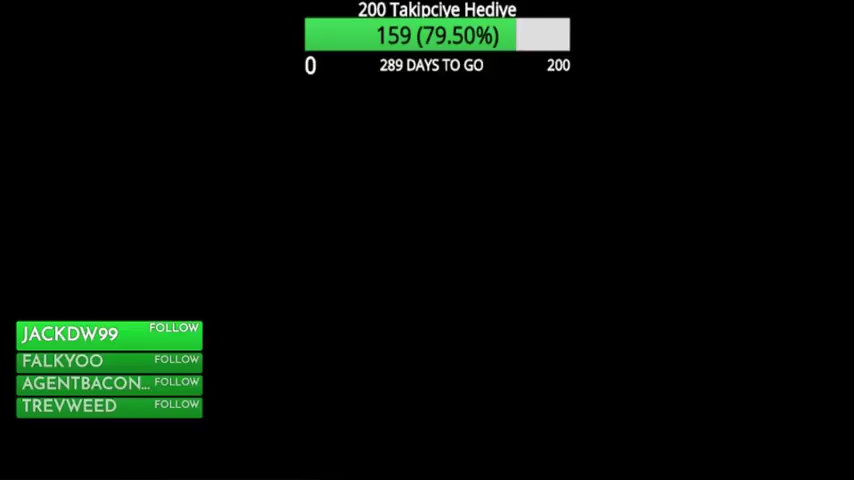 200 Takipciye Hediye
159 (79.50%)
0 289 DAYS TO GO 200
JACKDW99 FOLLOW
FALKYOO FOLLOW
AGENTBACON... FOLLOW
TREVWEED FOLLOW